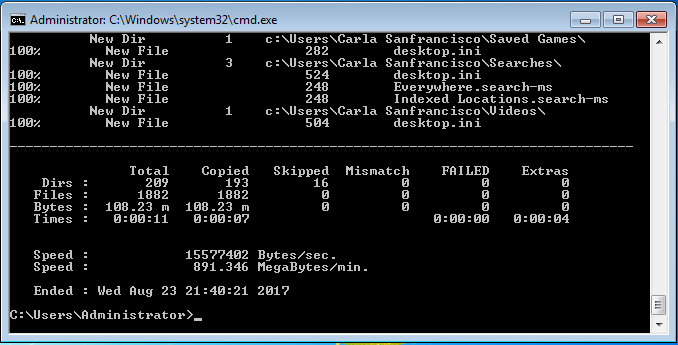 Administrator: C:\Windows\system32\cmd.exe
New Dir 1 c:\Users\Carla Sanfrancisco\Saved Games\
100% New File 282 desktop.ini
New Dir 3 c:\Users\Carla Sanfrancisco\Searches\
100% New File 524 desktop.ini
100% New File 248 Everywhere.search-ms
100% New File 248 Indexed Locations.search-ms
New Dir 1 c:\Users\Carla Sanfrancisco\Videos\
100% New File 504 desktop.ini
------------------------------------------------------------------------------
Total Copied Skipped Mismatch FAILED Extras
Dirs : 209 193 16 0 0 0
Files : 1882 1882 0 0 0 0
Bytes : 108.23 m 108.23 m 0 0 0 0
Times : 0:00:11 0:00:07 0:00:00 0:00:04
Speed : 15577402 Bytes/sec.
Speed : 891.346 MegaBytes/min.
Ended : Wed Aug 23 21:40:21 2017
C:\Users\Administrator>_